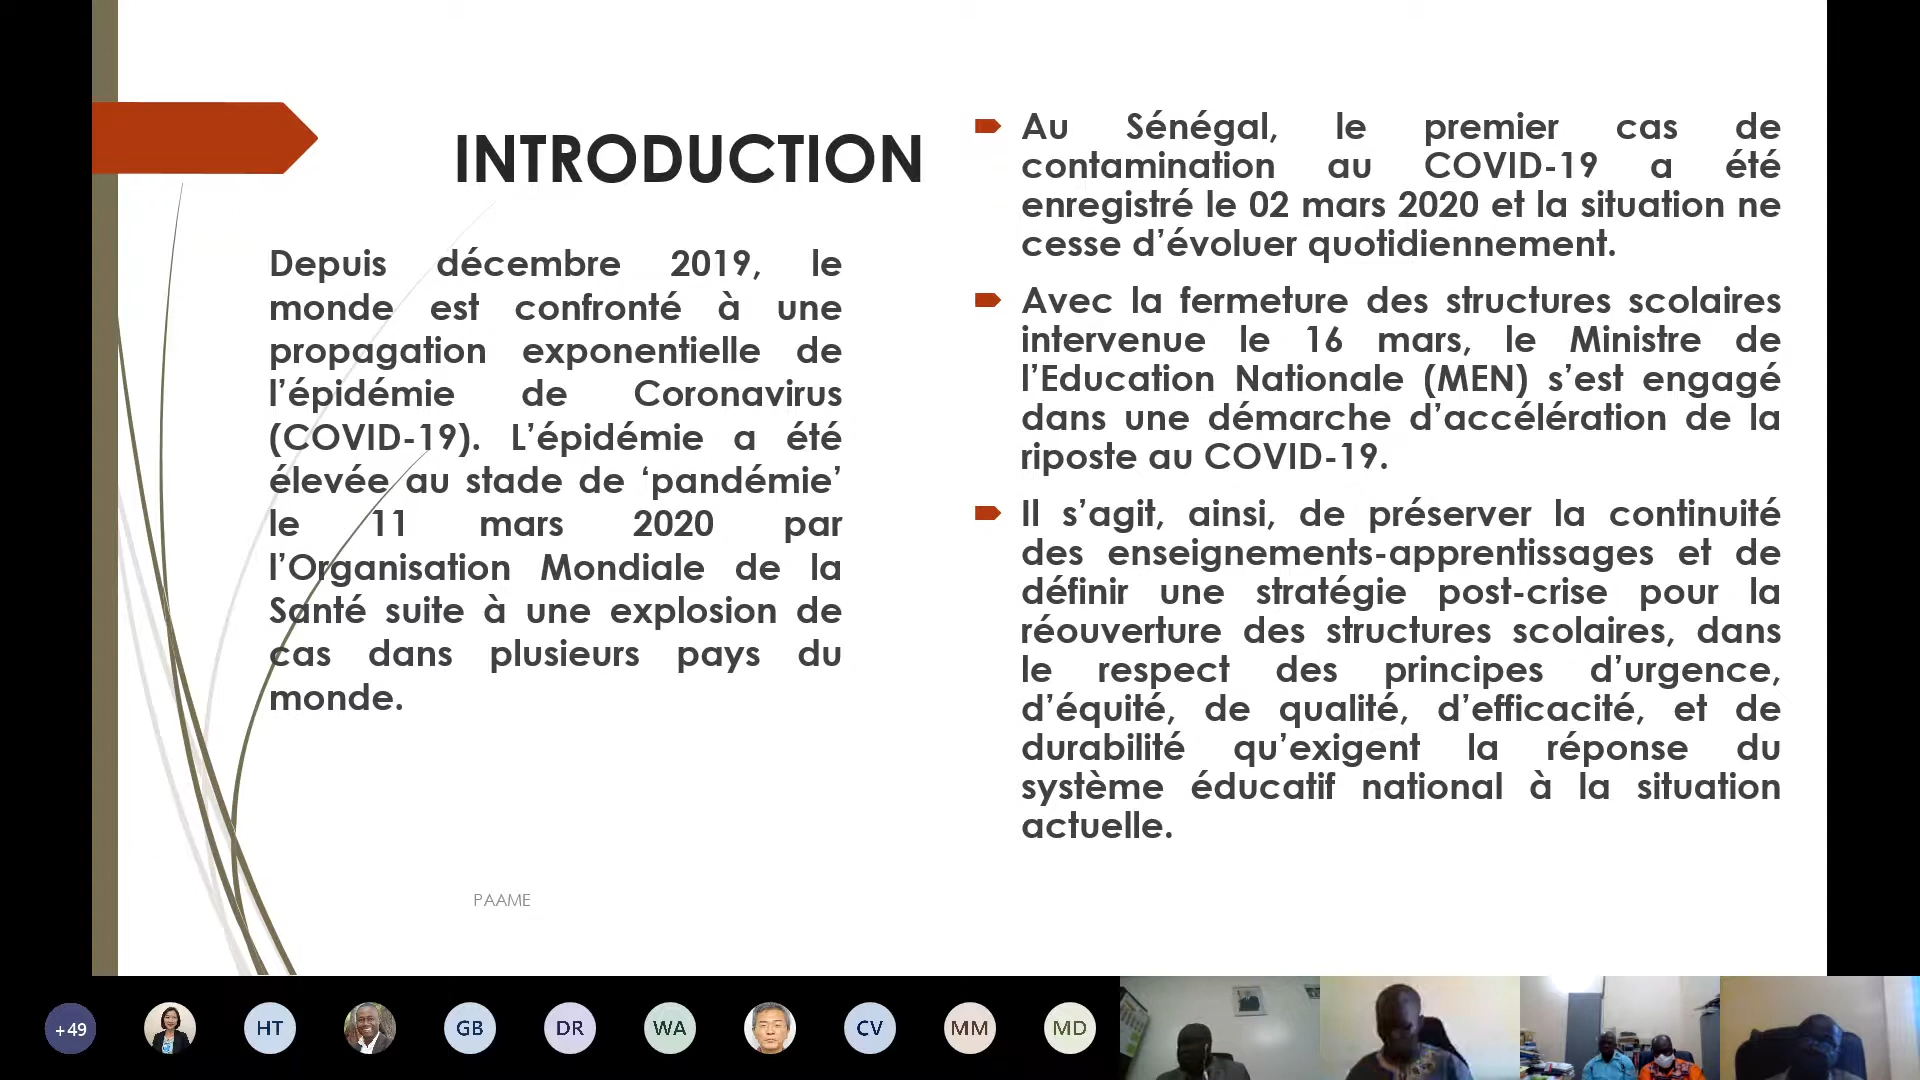 INTRODUCTION
Depuis décembre 2019, le
monde est confronté à une
propagation exponentielle de
l’épidémie de Coronavirus
(COVID-19). L’épidémie a été
élevée au stade de ‘pandémie’
le 11 mars 2020 par
l’Organisation Mondiale de la
Santé suite à une explosion de
cas dans plusieurs pays du
monde.
Au Sénégal, le premier cas de
contamination au COVID-19 a été
enregistré le 02 mars 2020 et la situation ne
cesse d’évoluer quotidiennement.
Avec la fermeture des structures scolaires
intervenue le 16 mars, le Ministre de
l’Education Nationale (MEN) s’est engagé
dans une démarche d’accélération de la
riposte au COVID-19.
Il s’agit, ainsi, de préserver la continuité
des enseignements-apprentissages et de
définir une stratégie post-crise pour la
réouverture des structures scolaires, dans
le respect des principes d’urgence,
d’équité, de qualité, d’efficacité, et de
durabilité qu’exigent la réponse du
système éducatif national à la situation
actuelle.
PAAME
+49
HT
GB
DR
WA
CV
MM
MD